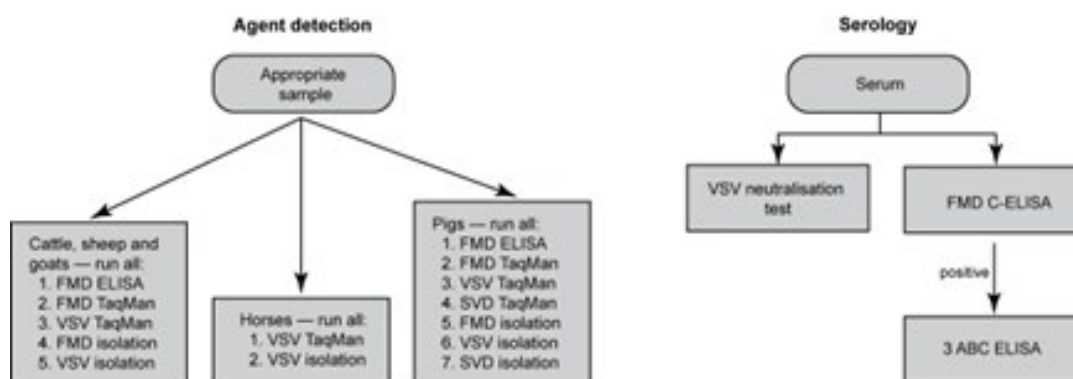 Agent detection
Appropriate
sample
Cattle, sheep and
goats — run all:
1. FMD ELISA
2. FMD TaqMan
3. VSV TaqMan
4. FMD isolation
5. VSV isolation
Horses — run all:
1. VSV TaqMan
2. VSV isolation
Pigs — run all:
1. FMD ELISA
2. FMD TaqMan
3. VSV TaqMan
4. SVD TaqMan
5. FMD isolation
6. VSV isolation
7. SVD isolation
Serology
Serum
VSV neutralisation
test
FMD C-ELISA
positive
3 ABC ELISA